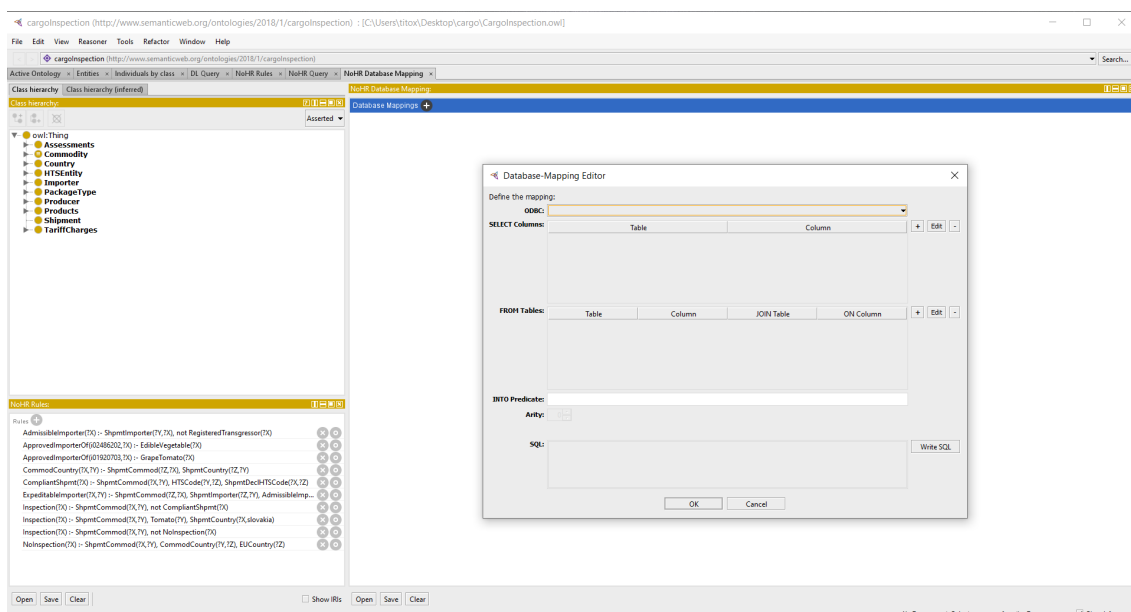 cargoInspection (http://www.semanticweb.org/ontologies/2018/1/cargoInspection) : [C:\Users\titox\Desktop\cargo\CargoInspection.owl]
File Edit View Reasoner Tools Refactor Window Help
cargoInspection (http://www.semanticweb.org/ontologies/2018/1/cargoInspection)
Search...
Active Ontology × Entities × Individuals by class × DL Query × NoHR Rules × NoHR Query × NoHR Database Mapping ×
Class hierarchy Class hierarchy (inferred)
Class hierarchy:
Asserted
owl:Thing
Assessments
Commodity
Country
HTSEntity
Importer
PackageType
Producer
Products
Shipment
TariffCharges
NoHR Rules:
Rules
AdmissibleImporter(?X) :- ShpmtImporter(?Y,?X), not RegisteredTransgressor(?X)
ApprovedImporterOf(i02486202,?X) :- EdibleVegetable(?X)
ApprovedImporterOf(i01920703,?X) :- GrapeTomato(?X)
CommodCountry(?X,?Y) :- ShpmtCommod(?Z,?X), ShpmtCountry(?Z,?Y)
CompliantShpmt(?X) :- ShpmtCommod(?X,?Y), HTSCode(?Y,?Z), ShpmtDeclHTSCode(?X,?Z)
ExpeditableImporter(?X,?Y) :- ShpmtCommod(?Z,?X), ShpmtImporter(?Z,?Y), AdmissibleImp...
Inspection(?X) :- ShpmtCommod(?X,?Y), not CompliantShpmt(?X)
Inspection(?X) :- ShpmtCommod(?X,?Y), Tomato(?Y), ShpmtCountry(?X,slovakia)
Inspection(?X) :- ShpmtCommod(?X,?Y), not NoInspection(?X)
NoInspection(?X) :- ShpmtCommod(?X,?Y), CommodCountry(?Y,?Z), EUCountry(?Z)
Open Save Clear
Show IRIs
NoHR Database Mapping:
Database Mappings
Database-Mapping Editor
Define the mapping:
ODBC:
SELECT Columns: Table Column + Edit -
FROM Tables: Table Column JOIN Table ON Column + Edit -
INTO Predicate:
Arity:
SQL: Write SQL
OK Cancel
Open Save Clear